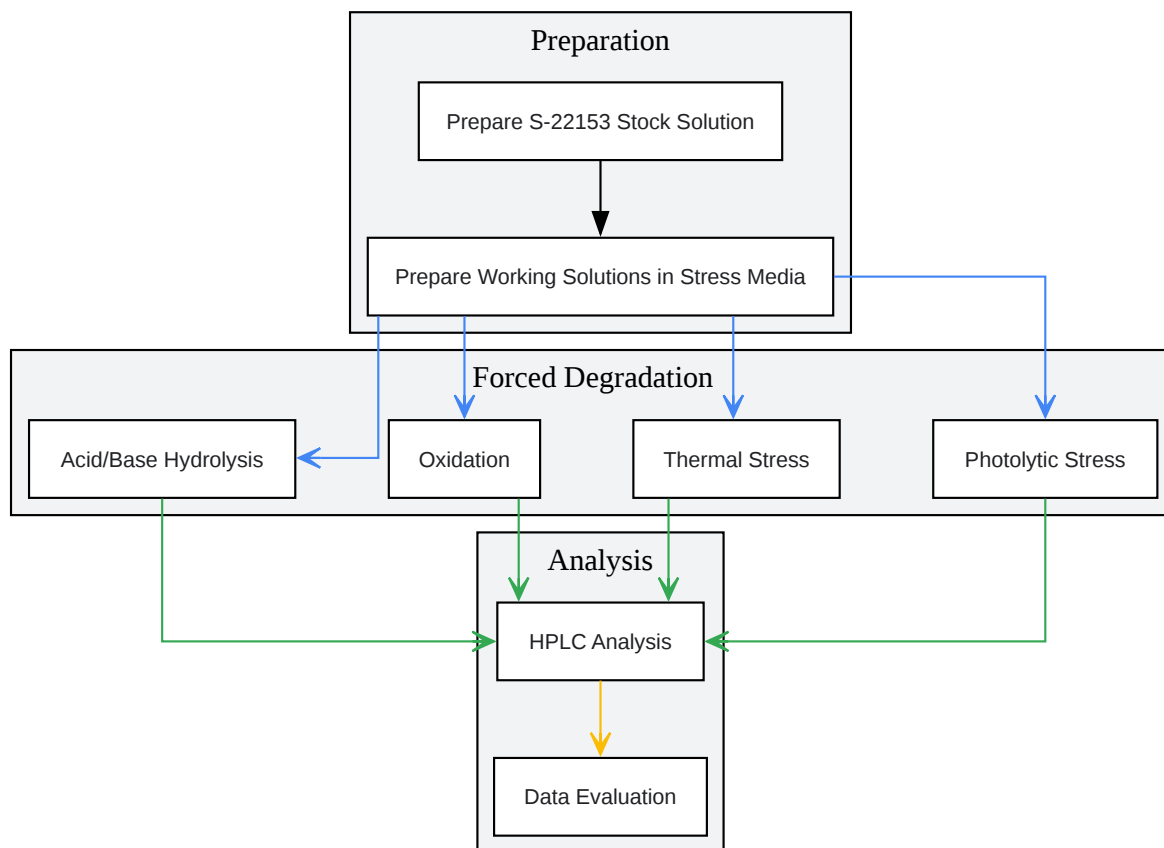 Preparation
Prepare S-22153 Stock Solution
Prepare Working Solutions in Stress Media
Forced Degradation
Acid/Base Hydrolysis
Oxidation
Thermal Stress
Photolytic Stress
Analysis
HPLC Analysis
Data Evaluation